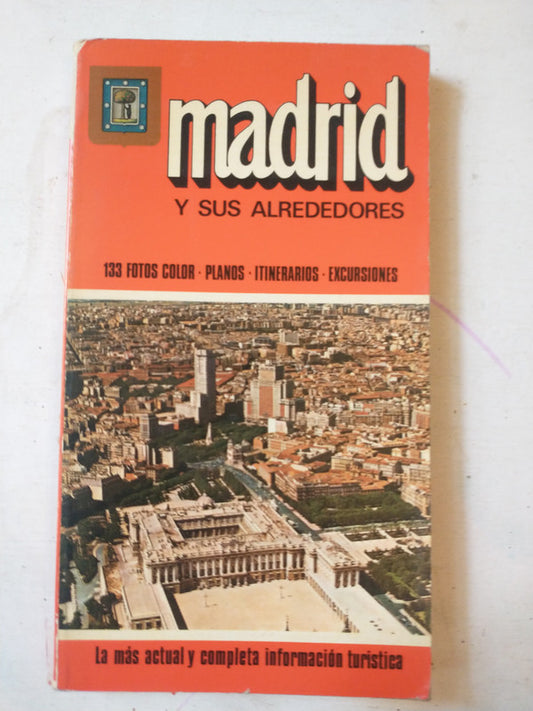 madrid
Y SUS ALREDEDORES
133 FOTOS COLOR · PLANOS · ITINERARIOS · EXCURSIONES
La más actual y completa información turística